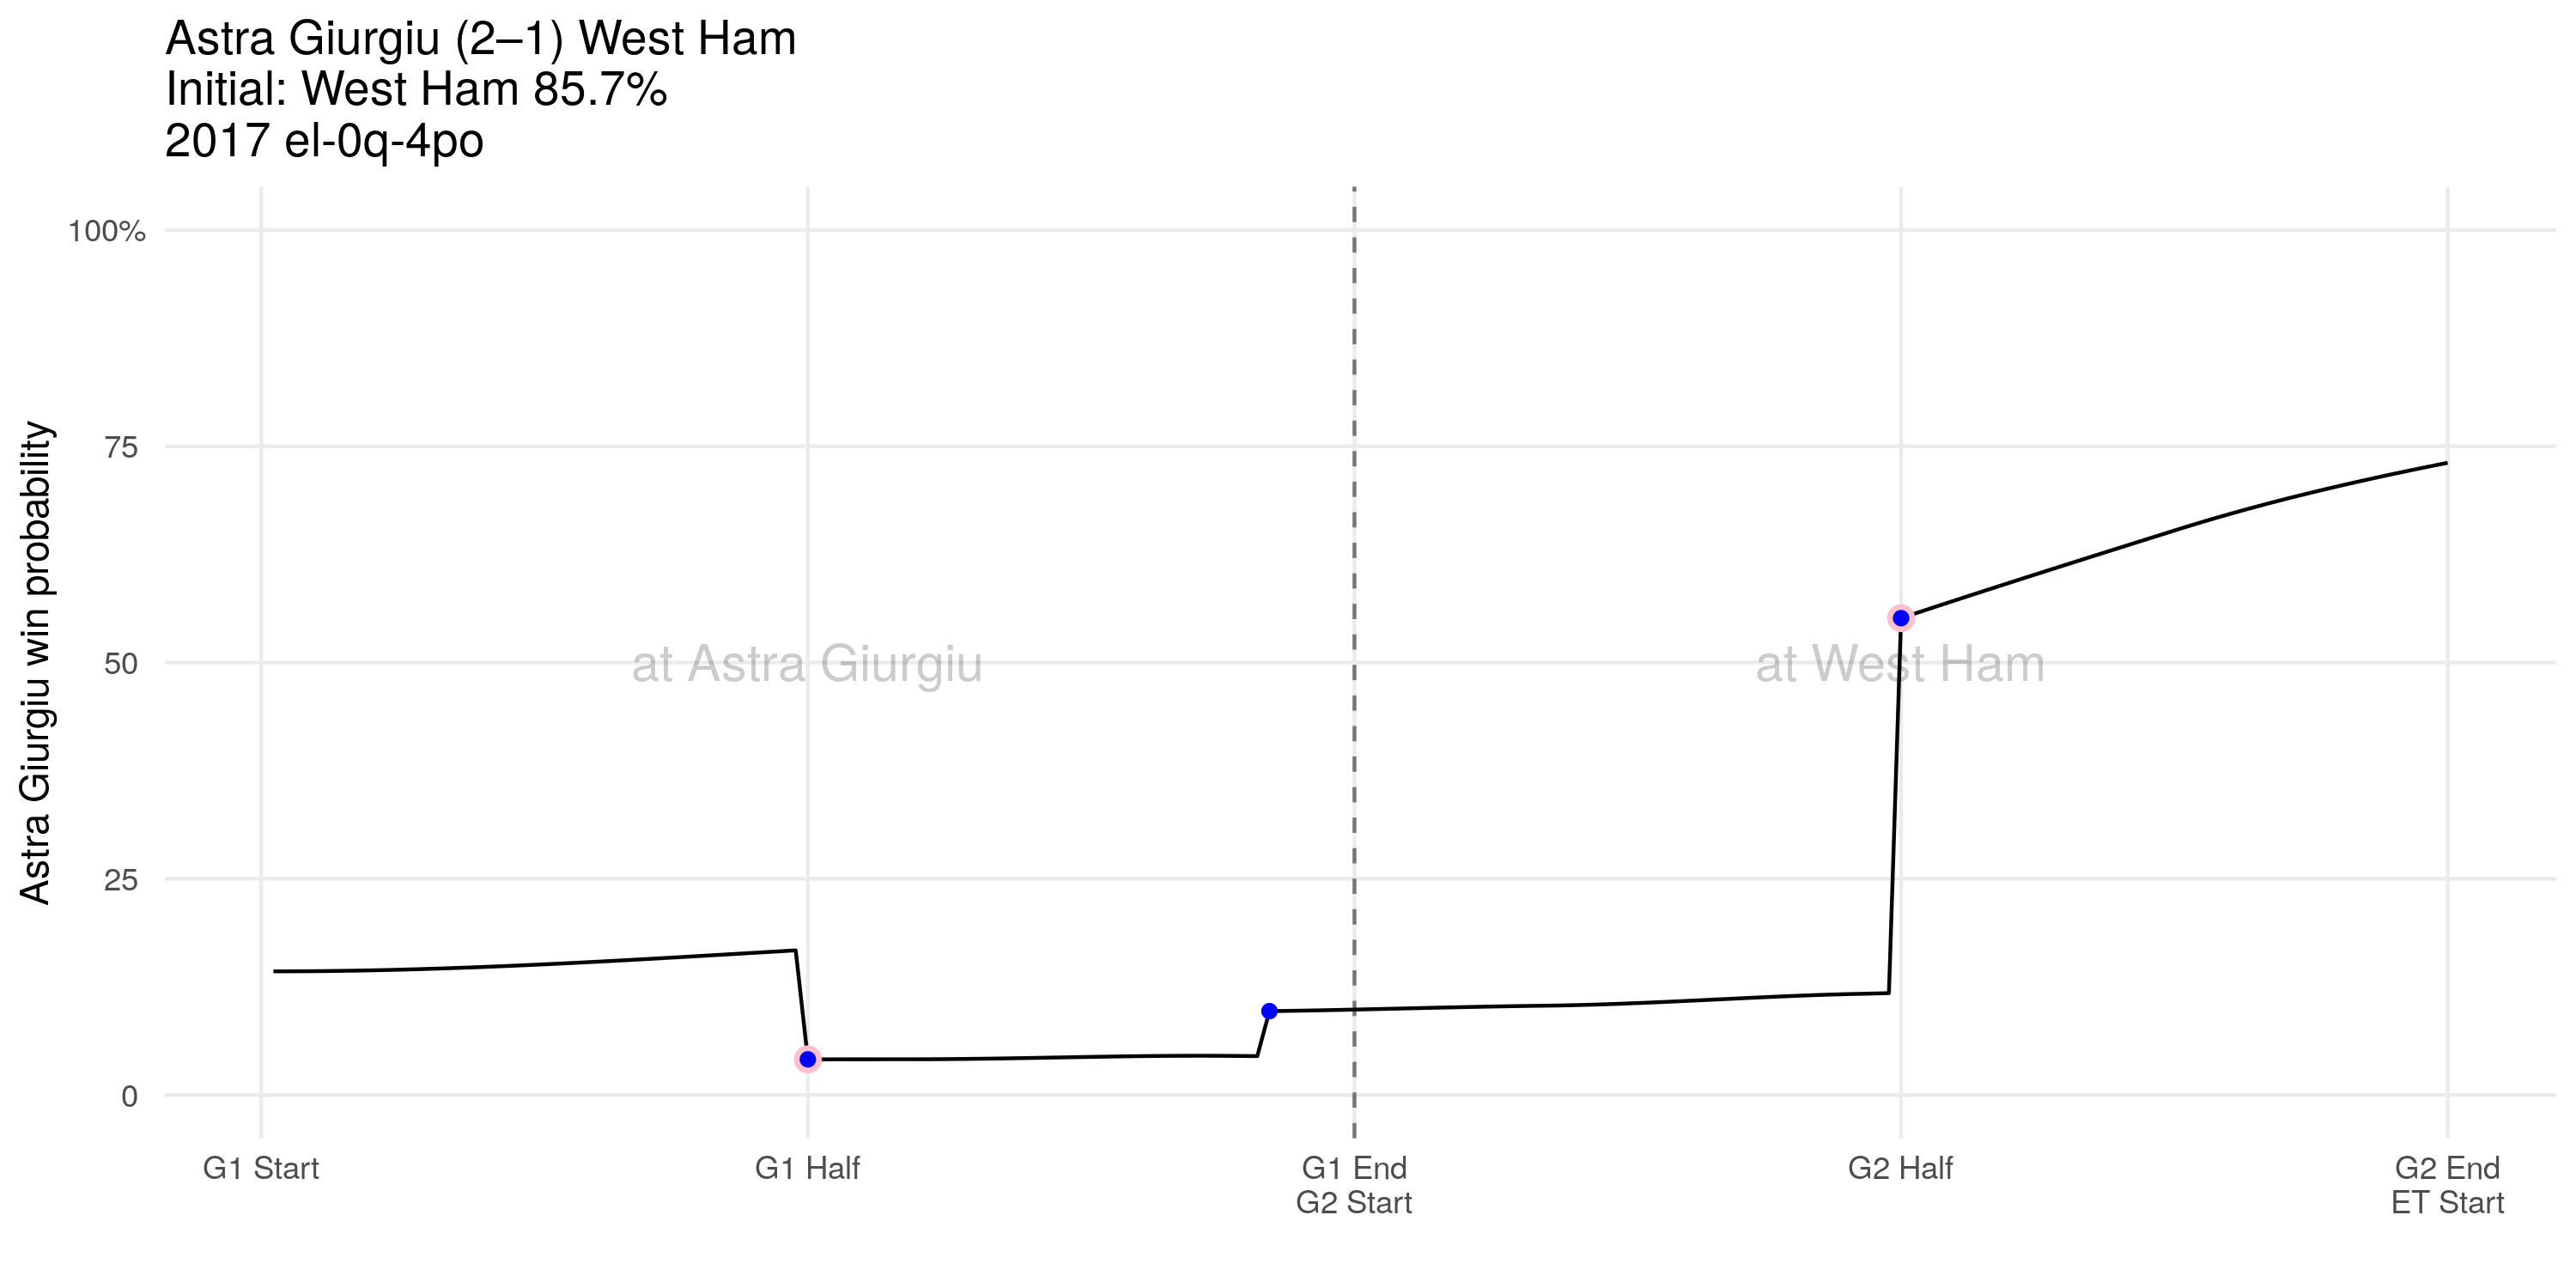 Astra Giurgiu (2–1) West Ham
Initial: West Ham 85.7%
2017 el-0q-4po
Astra Giurgiu win probability
100%
75
50
25
0
at Astra Giurgiu
at West Ham
G1 Start
G1 Half
G1 End
G2 Start
G2 Half
G2 End
ET Start